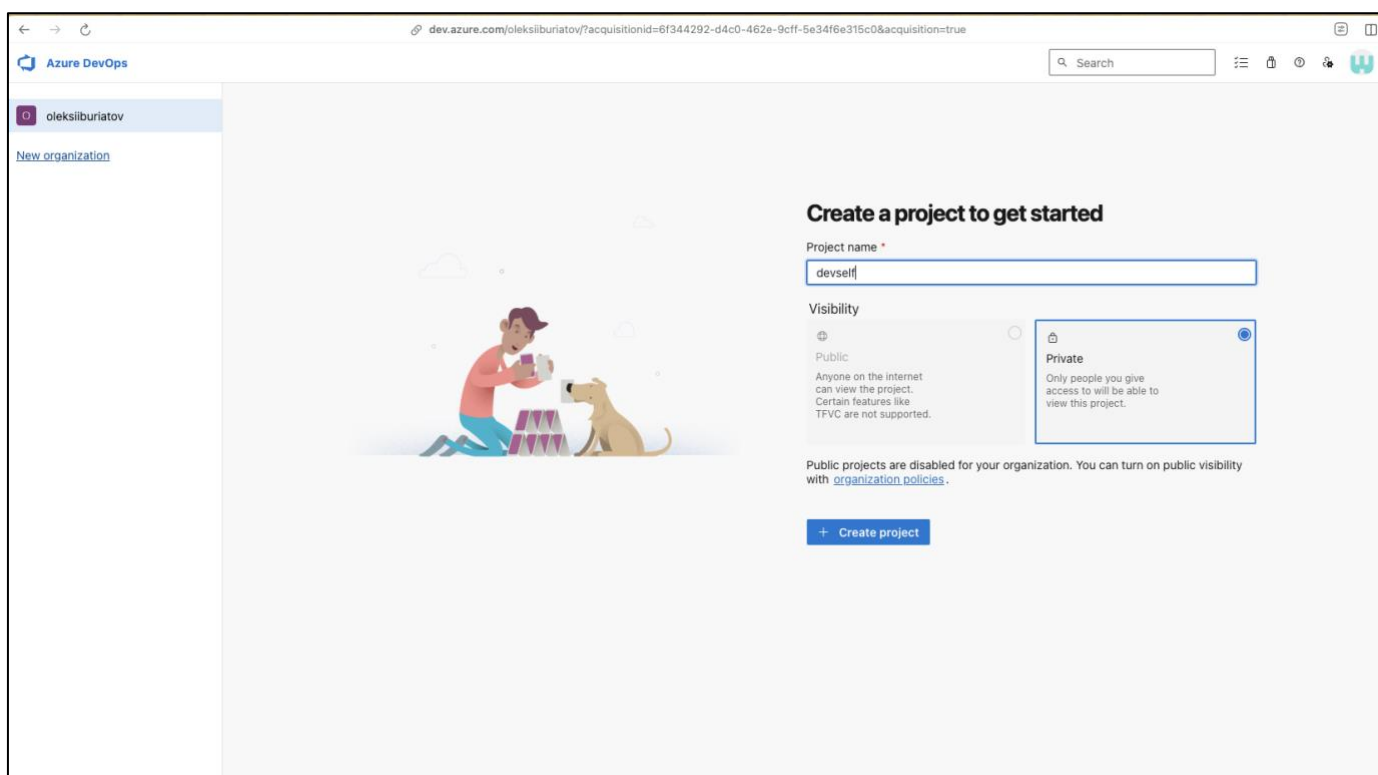 dev.azure.com/oleksiiburiatov/?acquisitionid=6f344292-d4c0-462e-9cff-5e34f6e315c0&acquisition=true
Azure DevOps
Search
O oleksiiburiatov
New organization
Create a project to get started
Project name *
devself
Visibility
Public
Anyone on the internet
can view the project.
Certain features like
TFVC are not supported.
Private
Only people you give
access to will be able to
view this project.
Public projects are disabled for your organization. You can turn on public visibility
with organization policies.
+ Create project